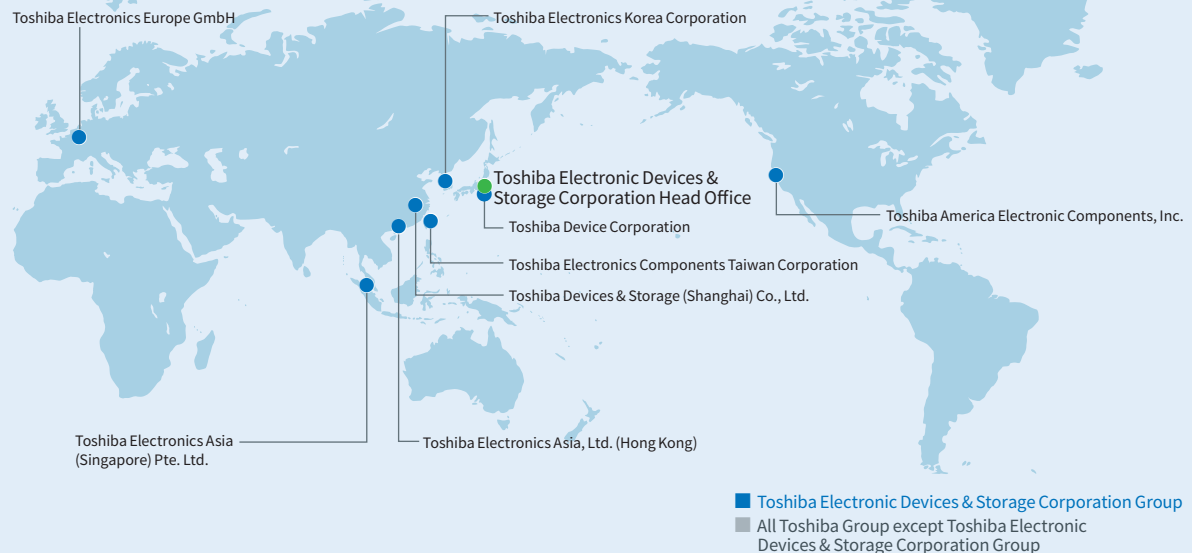 Toshiba Electronics Europe GmbH
Toshiba Electronics Korea Corporation
Toshiba Electronic Devices &
Storage Corporation Head Office
Toshiba Device Corporation
Toshiba America Electronic Components, Inc.
Toshiba Electronics Components Taiwan Corporation
Toshiba Devices & Storage (Shanghai) Co., Ltd.
Toshiba Electronics Asia
(Singapore) Pte. Ltd.
Toshiba Electronics Asia, Ltd. (Hong Kong)
Toshiba Electronic Devices & Storage Corporation Group
All Toshiba Group except Toshiba Electronic
Devices & Storage Corporation Group